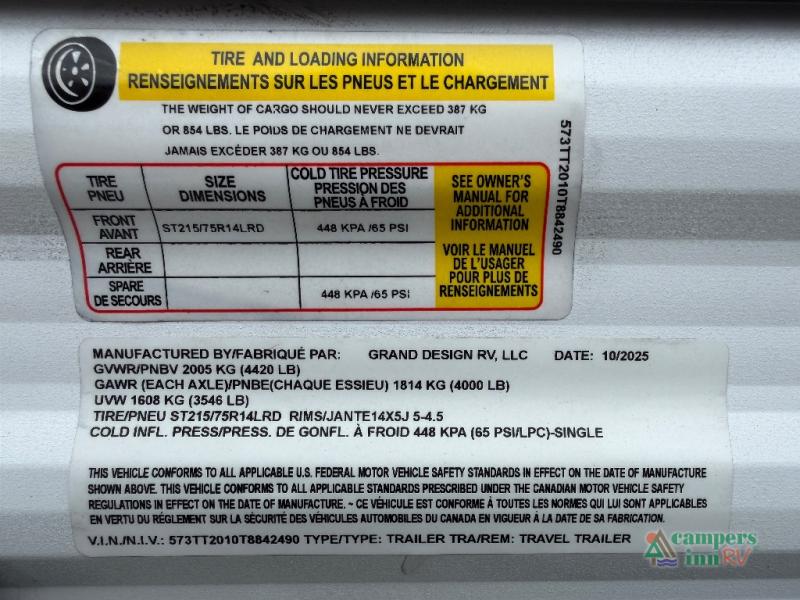 TIRE AND LOADING INFORMATION
RENSEIGNEMENTS SUR LES PNEUS ET LE CHARGEMENT
THE WEIGHT OF CARGO SHOULD NEVER EXCEED 387 KG
OR 854 LBS. LE POIDS DE CHARGEMENT NE DEVRAIT
JAMAIS EXCÉDER 387 KG OU 854 LBS.
TIRE
PNEU
SIZE
DIMENSIONS
COLD TIRE PRESSURE
PRESSION DES
PNEUS À FROID
SEE OWNER'S
MANUAL FOR
ADDITIONAL
INFORMATION
VOIR LE MANUEL
DE L'USAGER
POUR PLUS DE
RENSEIGNEMENTS
FRONT
AVANT
ST215/75R14LRD
448 KPA /65 PSI
REAR
ARRIÈRE
SPARE
DE SECOURS
448 KPA /65 PSI
573TT2010T8842490
MANUFACTURED BY/FABRIQUÉ PAR: GRAND DESIGN RV, LLC DATE: 10/2025
GVWR/PNBV 2005 KG (4420 LB)
GAWR (EACH AXLE)/PNBE(CHAQUE ESSIEU) 1814 KG (4000 LB)
UVW 1608 KG (3546 LB)
TIRE/PNEU ST215/75R14LRD RIMS/JANTE14X5J 5-4.5
COLD INFL. PRESS/PRESS. DE GONFL. À FROID 448 KPA (65 PSI/LPC)-SINGLE
THIS VEHICLE CONFORMS TO ALL APPLICABLE U.S. FEDERAL MOTOR VEHICLE SAFETY STANDARDS IN EFFECT ON THE DATE OF MANUFACTURE
SHOWN ABOVE. THIS VEHICLE CONFORMS TO ALL APPLICABLE STANDARDS PRESCRIBED UNDER THE CANADIAN MOTOR VEHICLE SAFETY
REGULATIONS IN EFFECT ON THE DATE OF MANUFACTURE. ~ CE VÉHICULE EST CONFORME À TOUTES LES NORMES QUI LUI SONT APPLICABLES
EN VERTU DU RÉGLEMENT SUR LA SÉCURITÉ DES VÉHICULES AUTOMOBILES DU CANADA EN VIGUEUR À LA DATE DE SA FABRICATION.
V.I.N./N.I.V.: 573TT2010T8842490 TYPE/TYPE: TRAILER TRA/REM: TRAVEL TRAILER
campers
inn RV